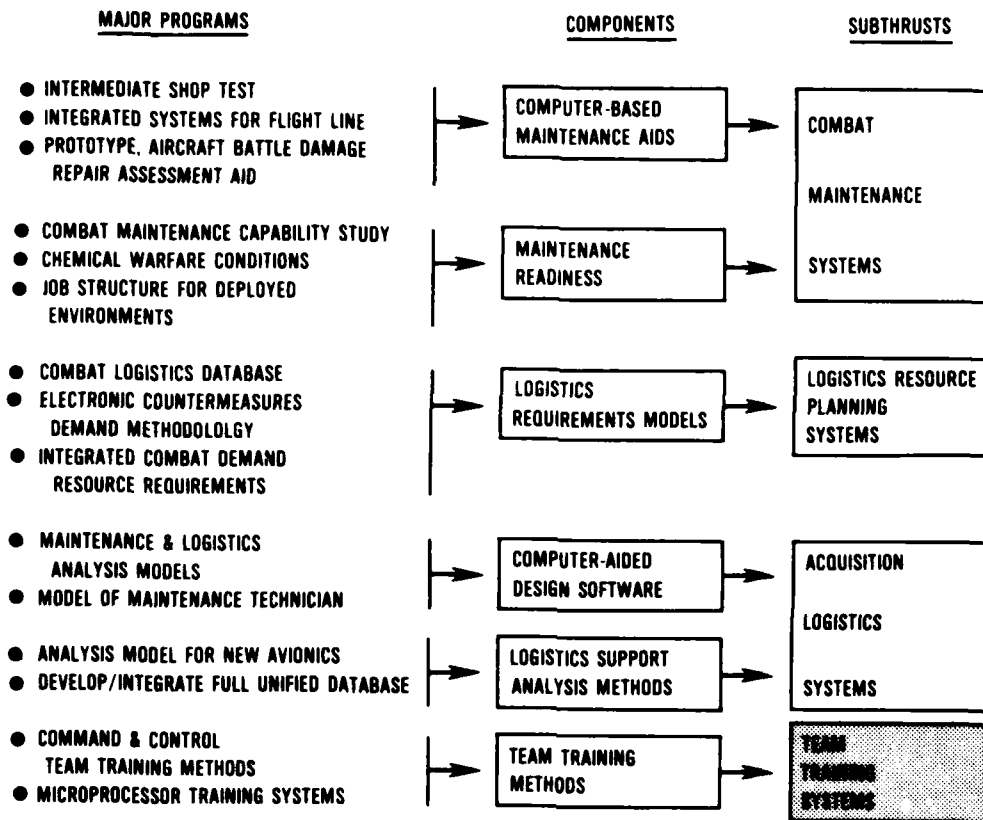 MAJOR PROGRAMS
COMPONENTS
SUBTHRUSTS
● INTERMEDIATE SHOP TEST
● INTEGRATED SYSTEMS FOR FLIGHT LINE
● PROTOTYPE, AIRCRAFT BATTLE DAMAGE
REPAIR ASSESSMENT AID
COMPUTER-BASED
MAINTENANCE AIDS
COMBAT
MAINTENANCE
SYSTEMS
● COMBAT MAINTENANCE CAPABILITY STUDY
● CHEMICAL WARFARE CONDITIONS
● JOB STRUCTURE FOR DEPLOYED
ENVIRONMENTS
MAINTENANCE
READINESS
● COMBAT LOGISTICS DATABASE
● ELECTRONIC COUNTERMEASURES
DEMAND METHODOLOLGY
● INTEGRATED COMBAT DEMAND
RESOURCE REQUIREMENTS
LOGISTICS
REQUIREMENTS MODELS
LOGISTICS RESOURCE
PLANNING
SYSTEMS
● MAINTENANCE & LOGISTICS
ANALYSIS MODELS
● MODEL OF MAINTENANCE TECHNICIAN
COMPUTER-AIDED
DESIGN SOFTWARE
ACQUISITION
LOGISTICS
SYSTEMS
● ANALYSIS MODEL FOR NEW AVIONICS
● DEVELOP/INTEGRATE FULL UNIFIED DATABASE
LOGISTICS SUPPORT
ANALYSIS METHODS
● COMMAND & CONTROL
TEAM TRAINING METHODS
● MICROPROCESSOR TRAINING SYSTEMS
TEAM TRAINING
METHODS
TEAM
TRAINING
SYSTEMS